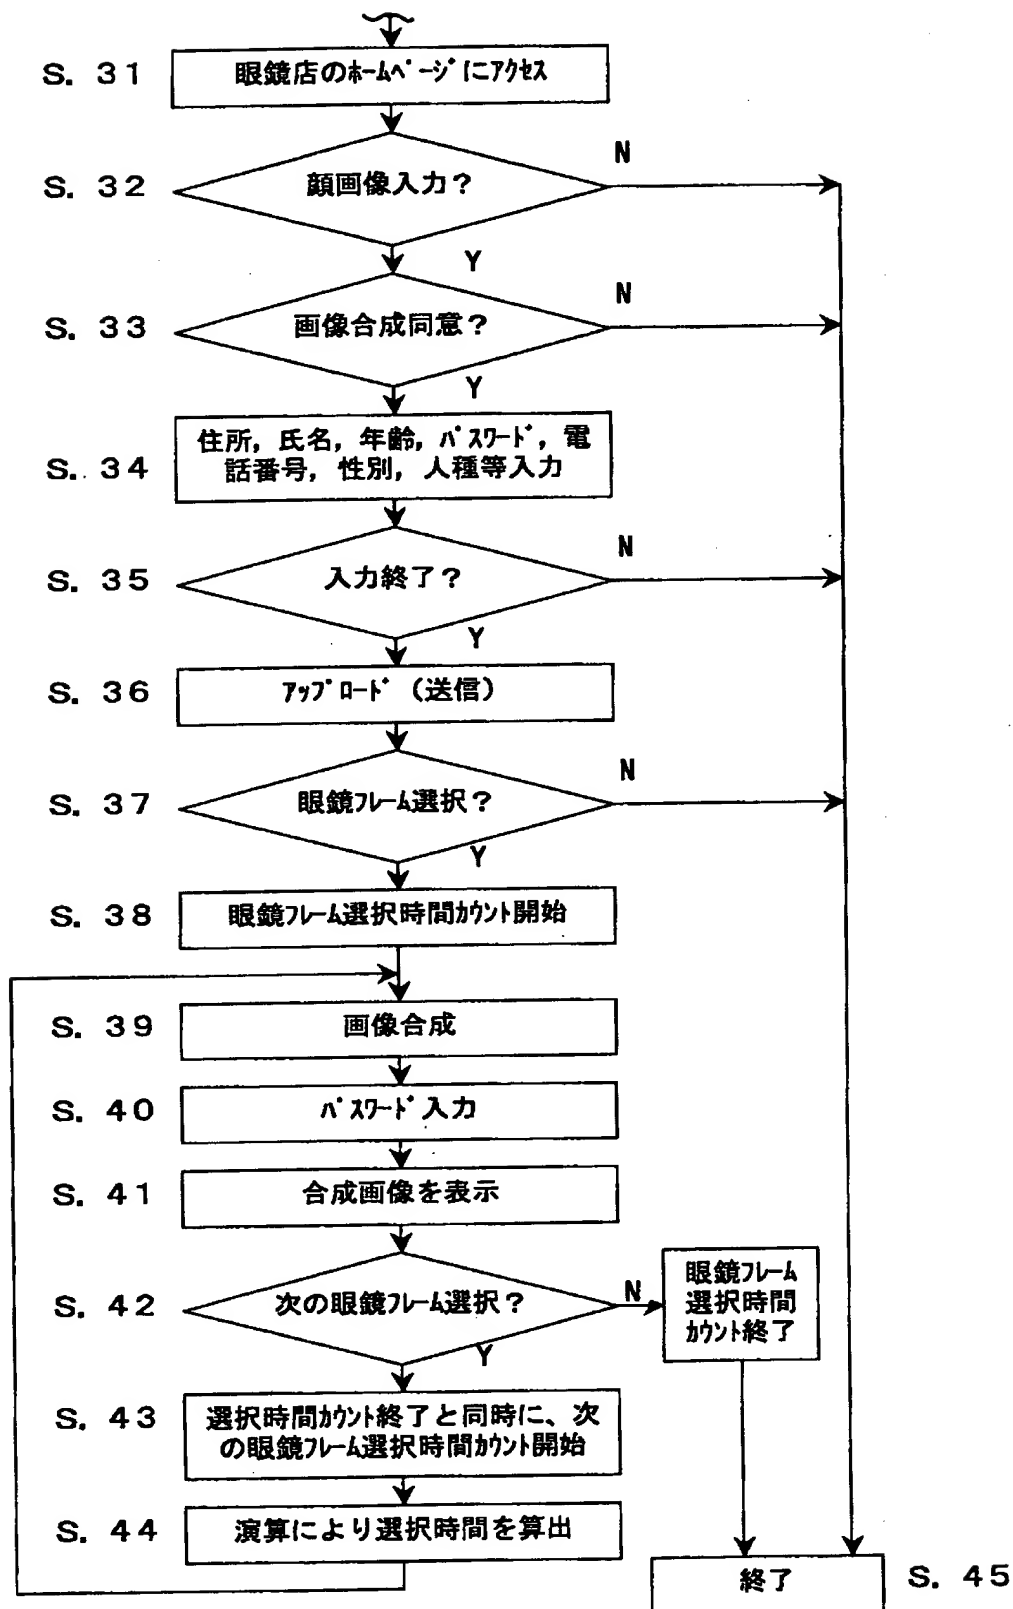 S. 31
眼鏡店のﾎｰﾑﾍﾟｰｼﾞにｱｸｾｽ
S. 32
顔画像入力？
N
Y
S. 33
画像合成同意？
N
Y
S. 34
住所，氏名，年齢，ﾊﾟｽﾜｰﾄﾞ，電
話番号，性別，人種等入力
S. 35
入力終了？
N
Y
S. 36
ｱｯﾌﾟﾛｰﾄﾞ（送信）
S. 37
眼鏡ﾌﾚｰﾑ選択？
N
Y
S. 38
眼鏡ﾌﾚｰﾑ選択時間ｶｳﾝﾄ開始
S. 39
画像合成
S. 40
ﾊﾟｽﾜｰﾄﾞ入力
S. 41
合成画像を表示
S. 42
次の眼鏡ﾌﾚｰﾑ選択？
N
Y
眼鏡ﾌﾚｰﾑ
選択時間
ｶｳﾝﾄ終了
S. 43
選択時間ｶｳﾝﾄ終了と同時に、次
の眼鏡ﾌﾚｰﾑ選択時間ｶｳﾝﾄ開始
S. 44
演算により選択時間を算出
終了
S. 45